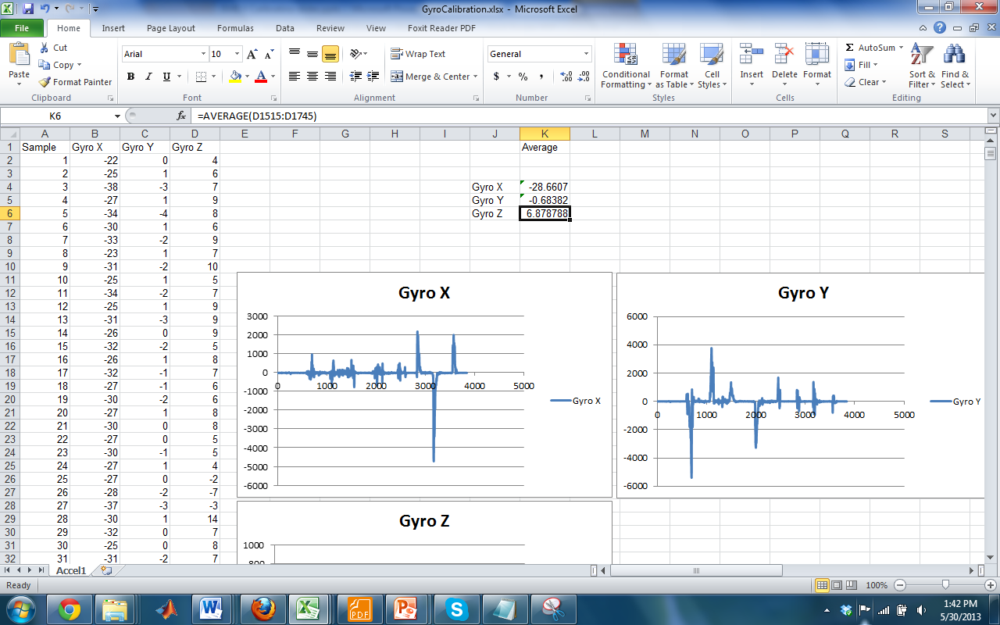 GyroCalibration.xlsx - Microsoft Excel
File Home Insert Page Layout Formulas Data Review View Foxit Reader PDF
Paste Cut Copy Format Painter
Arial 10 A A Wrap Text General
B I U A Merge & Center $ % , .00 .0
Conditional Formatting Format as Table Cell Styles Insert Delete Format
Σ AutoSum Fill Clear Sort & Filter Find & Select
Clipboard Font Alignment Number Styles Cells Editing
K6 fx =AVERAGE(D1515:D1745)
A B C D E F G H I J K L M N O P Q R S
1 Sample Gyro X Gyro Y Gyro Z Average
2 1 -22 0 4
3 2 -25 1 6
4 3 -38 -3 7 Gyro X -28.6607
5 4 -27 1 9 Gyro Y -0.68382
6 5 -34 -4 8 Gyro Z 6.878788
7 6 -30 1 6
8 7 -33 -2 9
9 8 -23 1 7
10 9 -31 -2 10
11 10 -25 1 5
12 11 -34 -2 7
13 12 -25 1 9
14 13 -31 -3 9
15 14 -26 0 9
16 15 -32 -2 5
17 16 -26 1 8
18 17 -32 -1 7
19 18 -27 -1 6
20 19 -30 -2 6
21 20 -27 1 8
22 21 -30 0 8
23 22 -27 0 5
24 23 -30 -1 5
25 24 -27 1 4
26 25 -27 0 -2
27 26 -28 -2 -7
28 27 -37 -3 -3
29 28 -30 1 14
30 29 -32 0 7
31 30 -25 0 8
32 31 -31 -2 7
Gyro X
3000
2000
1000
0
-1000
-2000
-3000
-4000
-5000
-6000
0 1000 2000 3000 4000 5000
Gyro X
Gyro Y
6000
4000
2000
0
-2000
-4000
-6000
0 1000 2000 3000 4000 5000
Gyro Y
Gyro Z
1000
Accel1
Ready 100%
W PDF P S
1:42 PM
5/30/2013